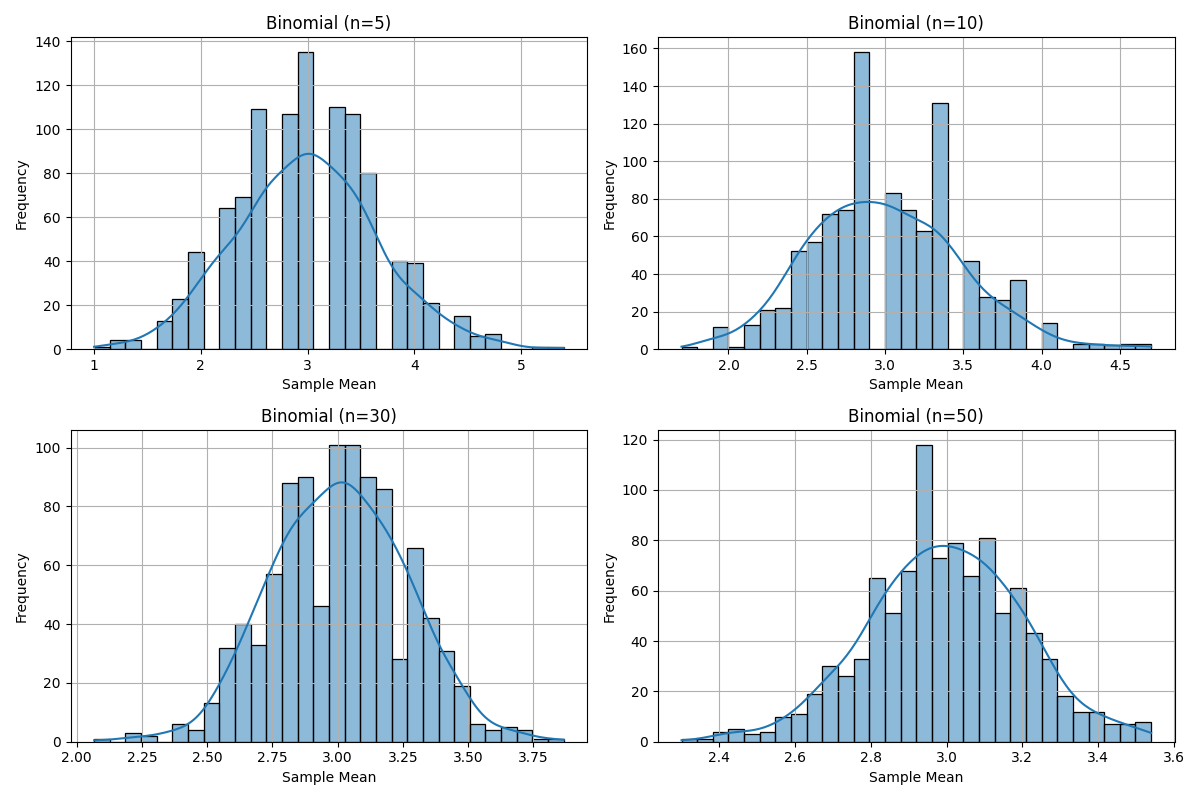 Binomial (n=5)
Frequency
140
120
100
80
60
40
20
0
1 2 3 4 5
Sample Mean
Binomial (n=10)
Frequency
160
140
120
100
80
60
40
20
0
2.0 2.5 3.0 3.5 4.0 4.5
Sample Mean
Binomial (n=30)
Frequency
100
80
60
40
20
0
2.00 2.25 2.50 2.75 3.00 3.25 3.50 3.75
Sample Mean
Binomial (n=50)
Frequency
120
100
80
60
40
20
0
2.4 2.6 2.8 3.0 3.2 3.4 3.6
Sample Mean